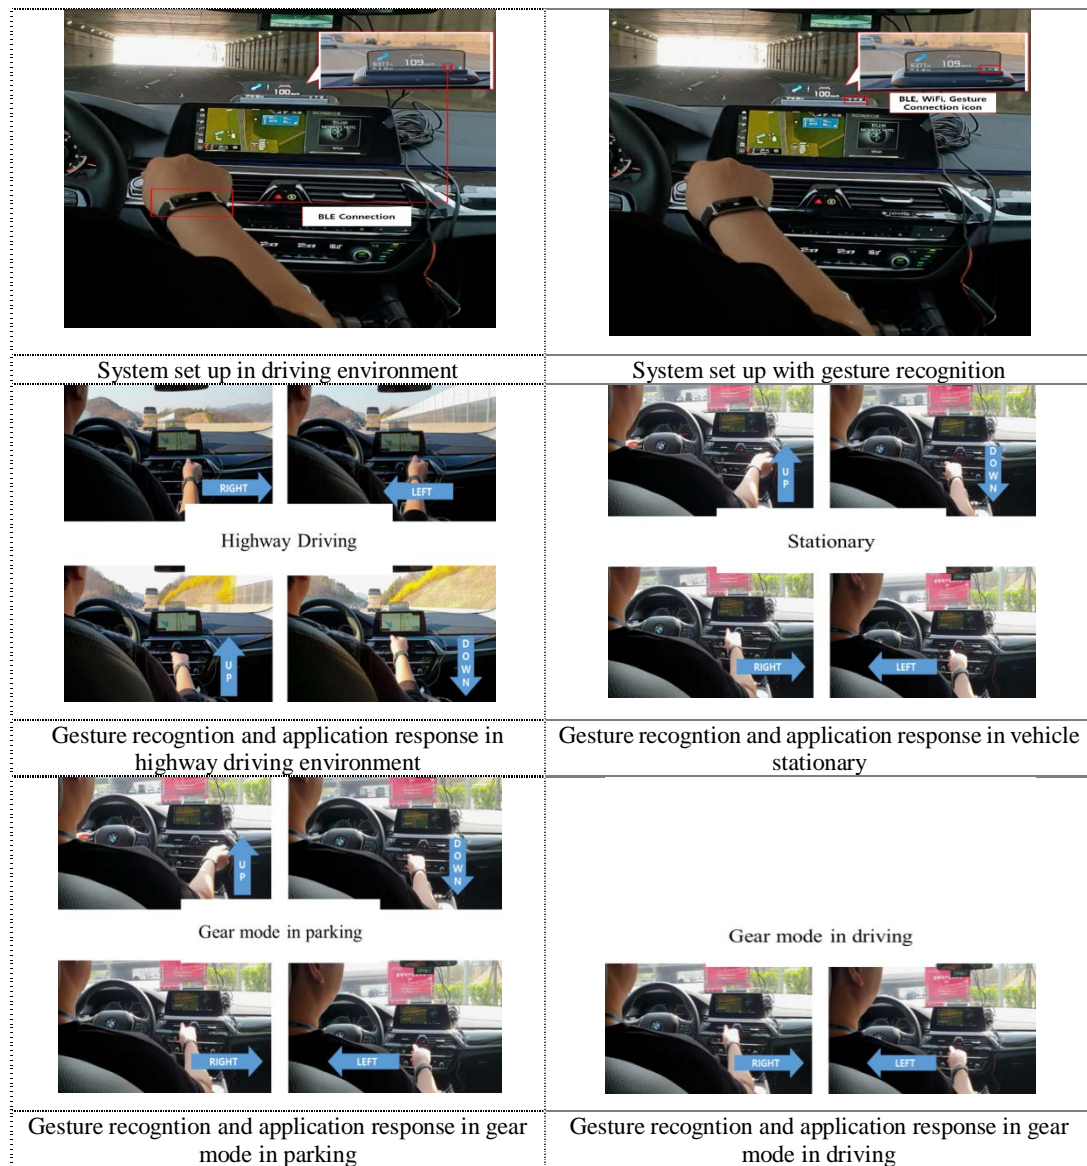 109
100
BLE Connection
109
100
BLE, WiFi, Gesture
Connection icon
System set up in driving environment
System set up with gesture recognition
RIGHT
LEFT
Highway Driving
UP
DOWN
UP
DOWN
Stationary
RIGHT
LEFT
Gesture recogntion and application response in
highway driving environment
Gesture recogntion and application response in vehicle
stationary
UP
DOWN
Gear mode in parking
RIGHT
LEFT
Gear mode in driving
RIGHT
LEFT
Gesture recogntion and application response in gear
mode in parking
Gesture recogntion and application response in gear
mode in driving